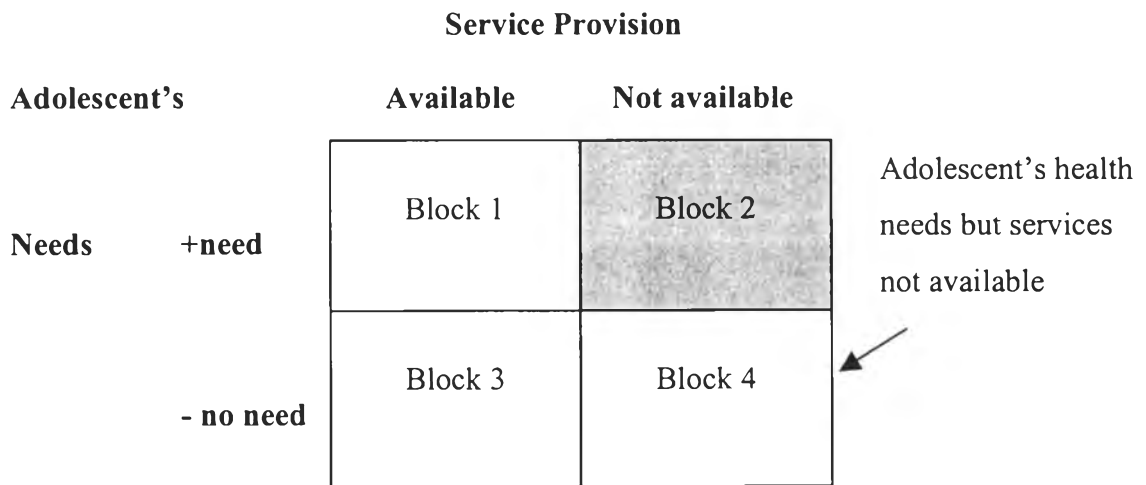 Service Provision
Adolescent's Available Not available
Block 1 Block 2
Adolescent's health
needs but services
not available
Needs +need
Block 3 Block 4
- no need